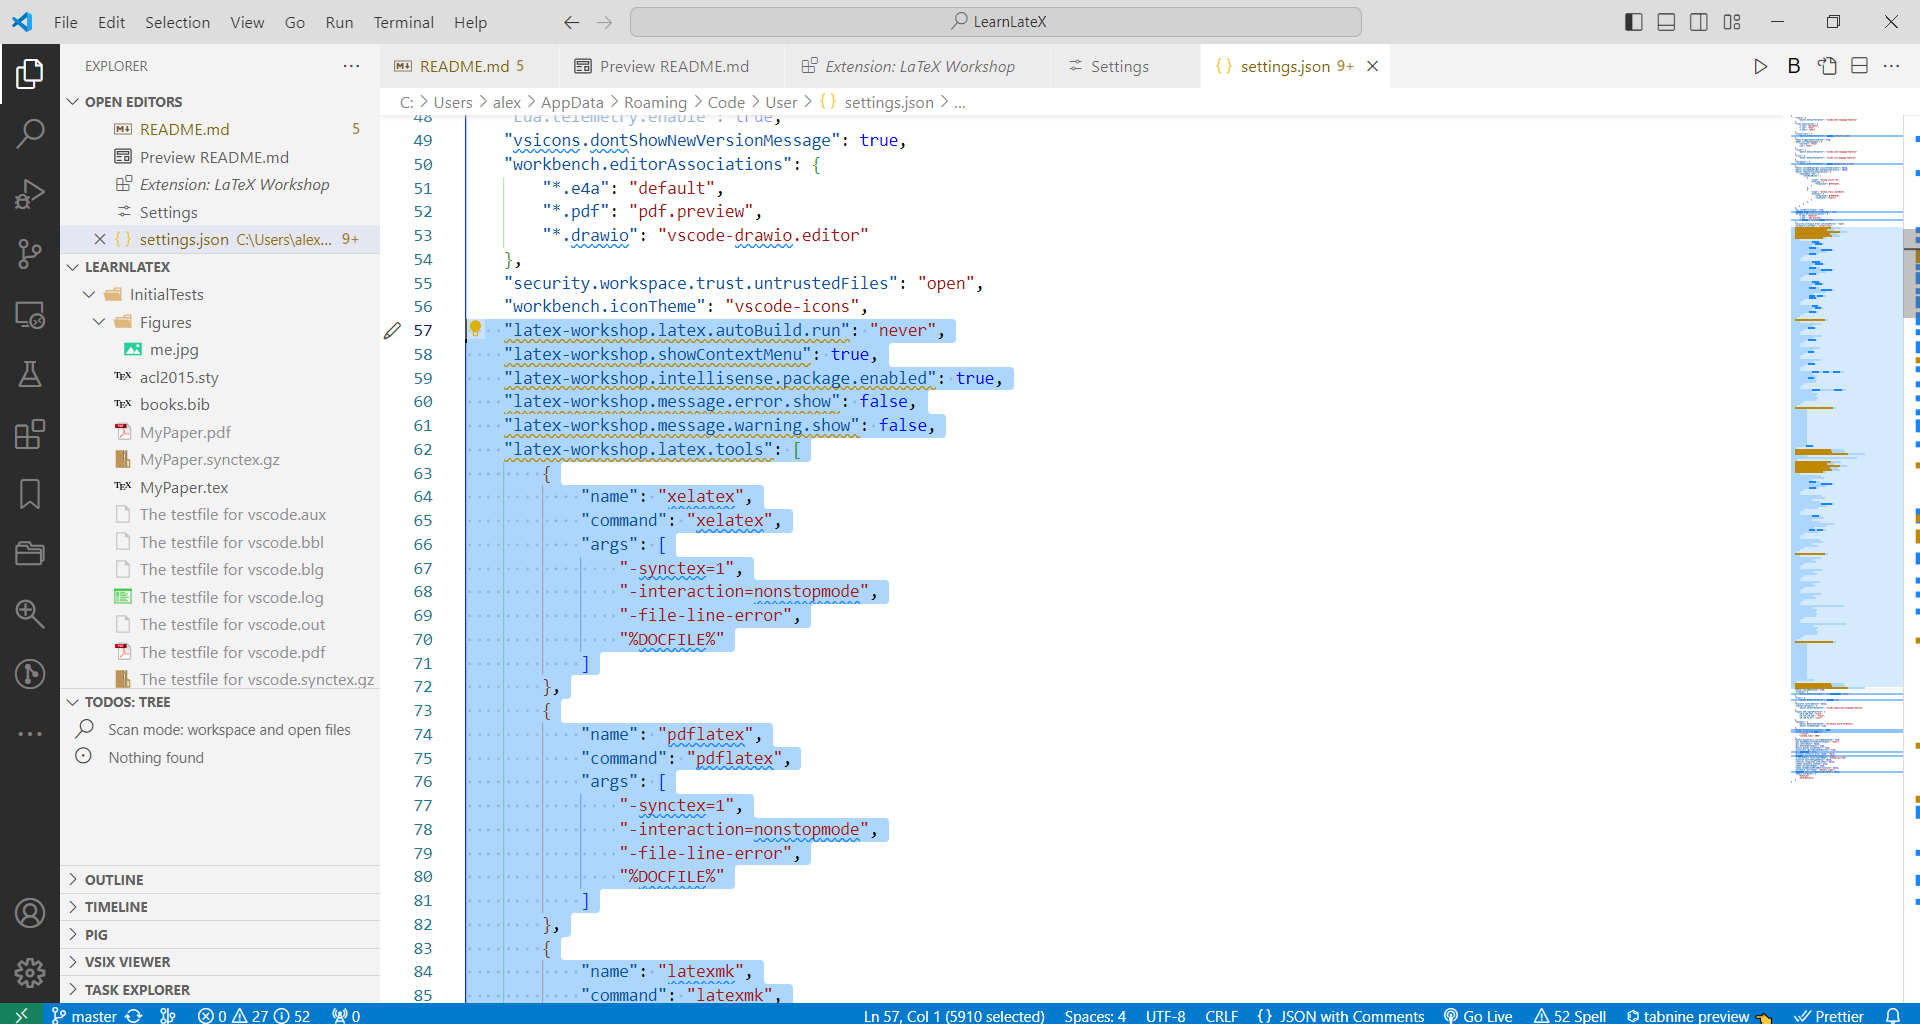 File Edit Selection View Go Run Terminal Help
LearnLateX
EXPLORER
OPEN EDITORS
README.md 5
Preview README.md
Extension: LaTeX Workshop
Settings
settings.json C:\Users\alex... 9+
LEARNLATEX
InitialTests
Figures
me.jpg
TEX acl2015.sty
TEX books.bib
MyPaper.pdf
MyPaper.synctex.gz
TEX MyPaper.tex
The testfile for vscode.aux
The testfile for vscode.bbl
The testfile for vscode.blg
The testfile for vscode.log
The testfile for vscode.out
The testfile for vscode.pdf
The testfile for vscode.synctex.gz
TODOS: TREE
Scan mode: workspace and open files
Nothing found
OUTLINE
TIMELINE
PIG
VSIX VIEWER
TASK EXPLORER
README.md 5 Preview README.md Extension: LaTeX Workshop Settings {} settings.json 9+
C: > Users > alex > AppData > Roaming > Code > User > {} settings.json > ...
48 "Lua.telemetry.enable": true,
49 "vsicons.dontShowNewVersionMessage": true,
50 "workbench.editorAssociations": {
51 "*.e4a": "default",
52 "*.pdf": "pdf.preview",
53 "*.drawio": "vscode-drawio.editor"
54 },
55 "security.workspace.trust.untrustedFiles": "open",
56 "workbench.iconTheme": "vscode-icons",
57 "latex-workshop.latex.autoBuild.run": "never",
58 "latex-workshop.showContextMenu": true,
59 "latex-workshop.intellisense.package.enabled": true,
60 "latex-workshop.message.error.show": false,
61 "latex-workshop.message.warning.show": false,
62 "latex-workshop.latex.tools": [
63 {
64 "name": "xelatex",
65 "command": "xelatex",
66 "args": [
67 "-synctex=1",
68 "-interaction=nonstopmode",
69 "-file-line-error",
70 "%DOCFILE%"
71 ]
72 },
73 {
74 "name": "pdflatex",
75 "command": "pdflatex",
76 "args": [
77 "-synctex=1",
78 "-interaction=nonstopmode",
79 "-file-line-error",
80 "%DOCFILE%"
81 ]
82 },
83 {
84 "name": "latexmk",
85 "command": "latexmk",
master 0 27 52 0 Ln 57, Col 1 (5910 selected) Spaces: 4 UTF-8 CRLF {} JSON with Comments Go Live 52 Spell tabnine preview Prettier